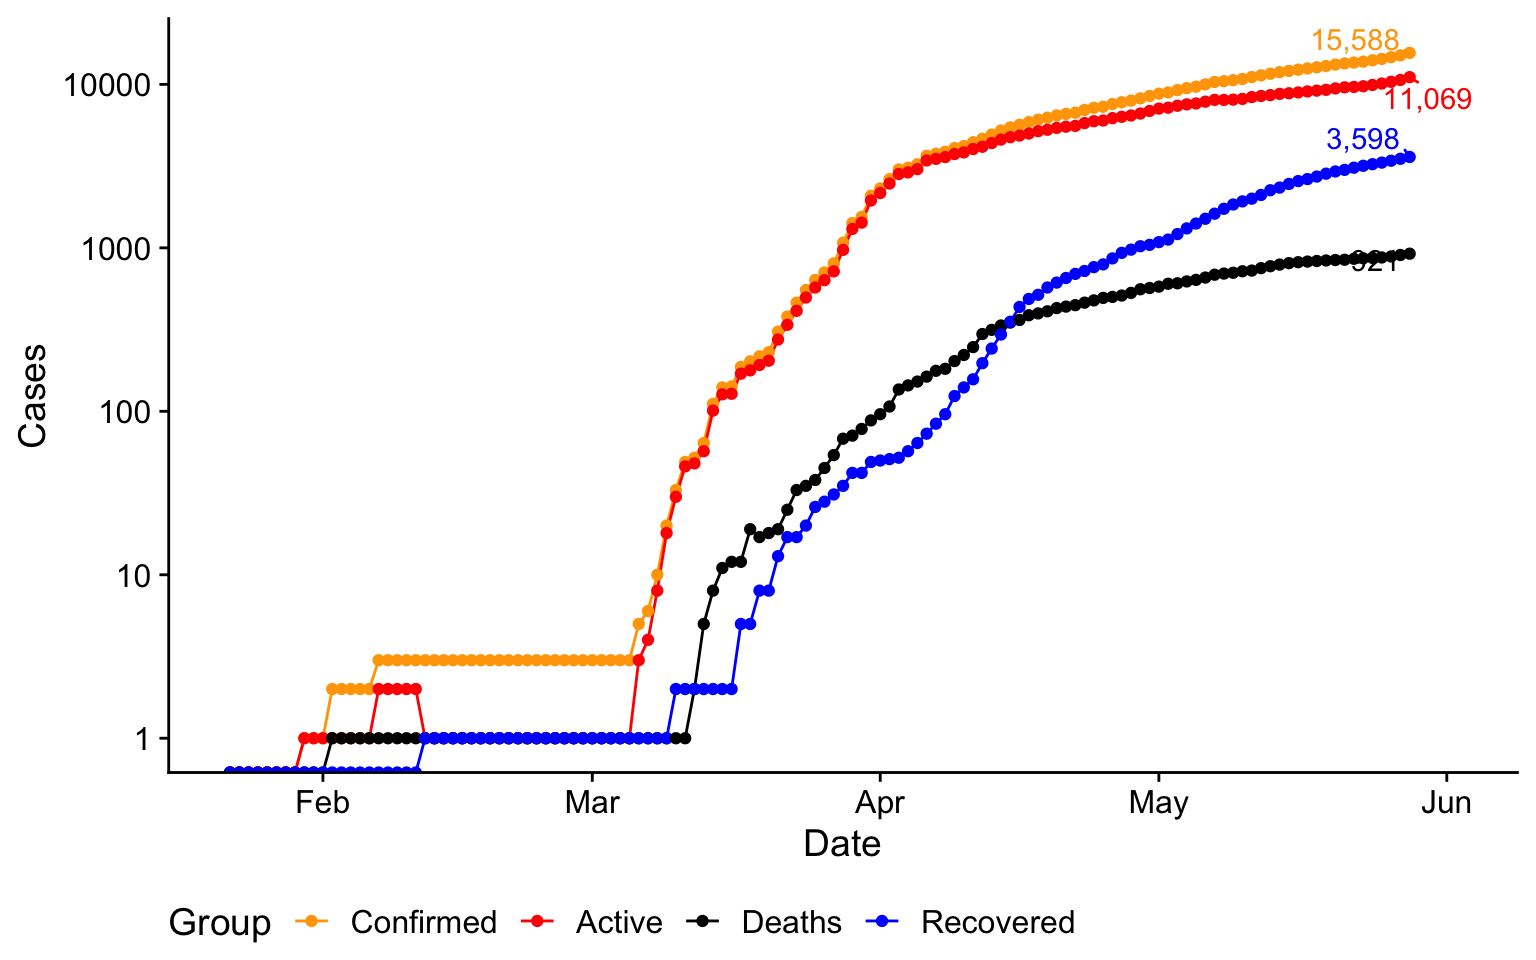 15,588
10000
11,069
3,598
1000
921
100
10
1
Cases
Feb Mar Apr May Jun
Date
Group Confirmed Active Deaths Recovered